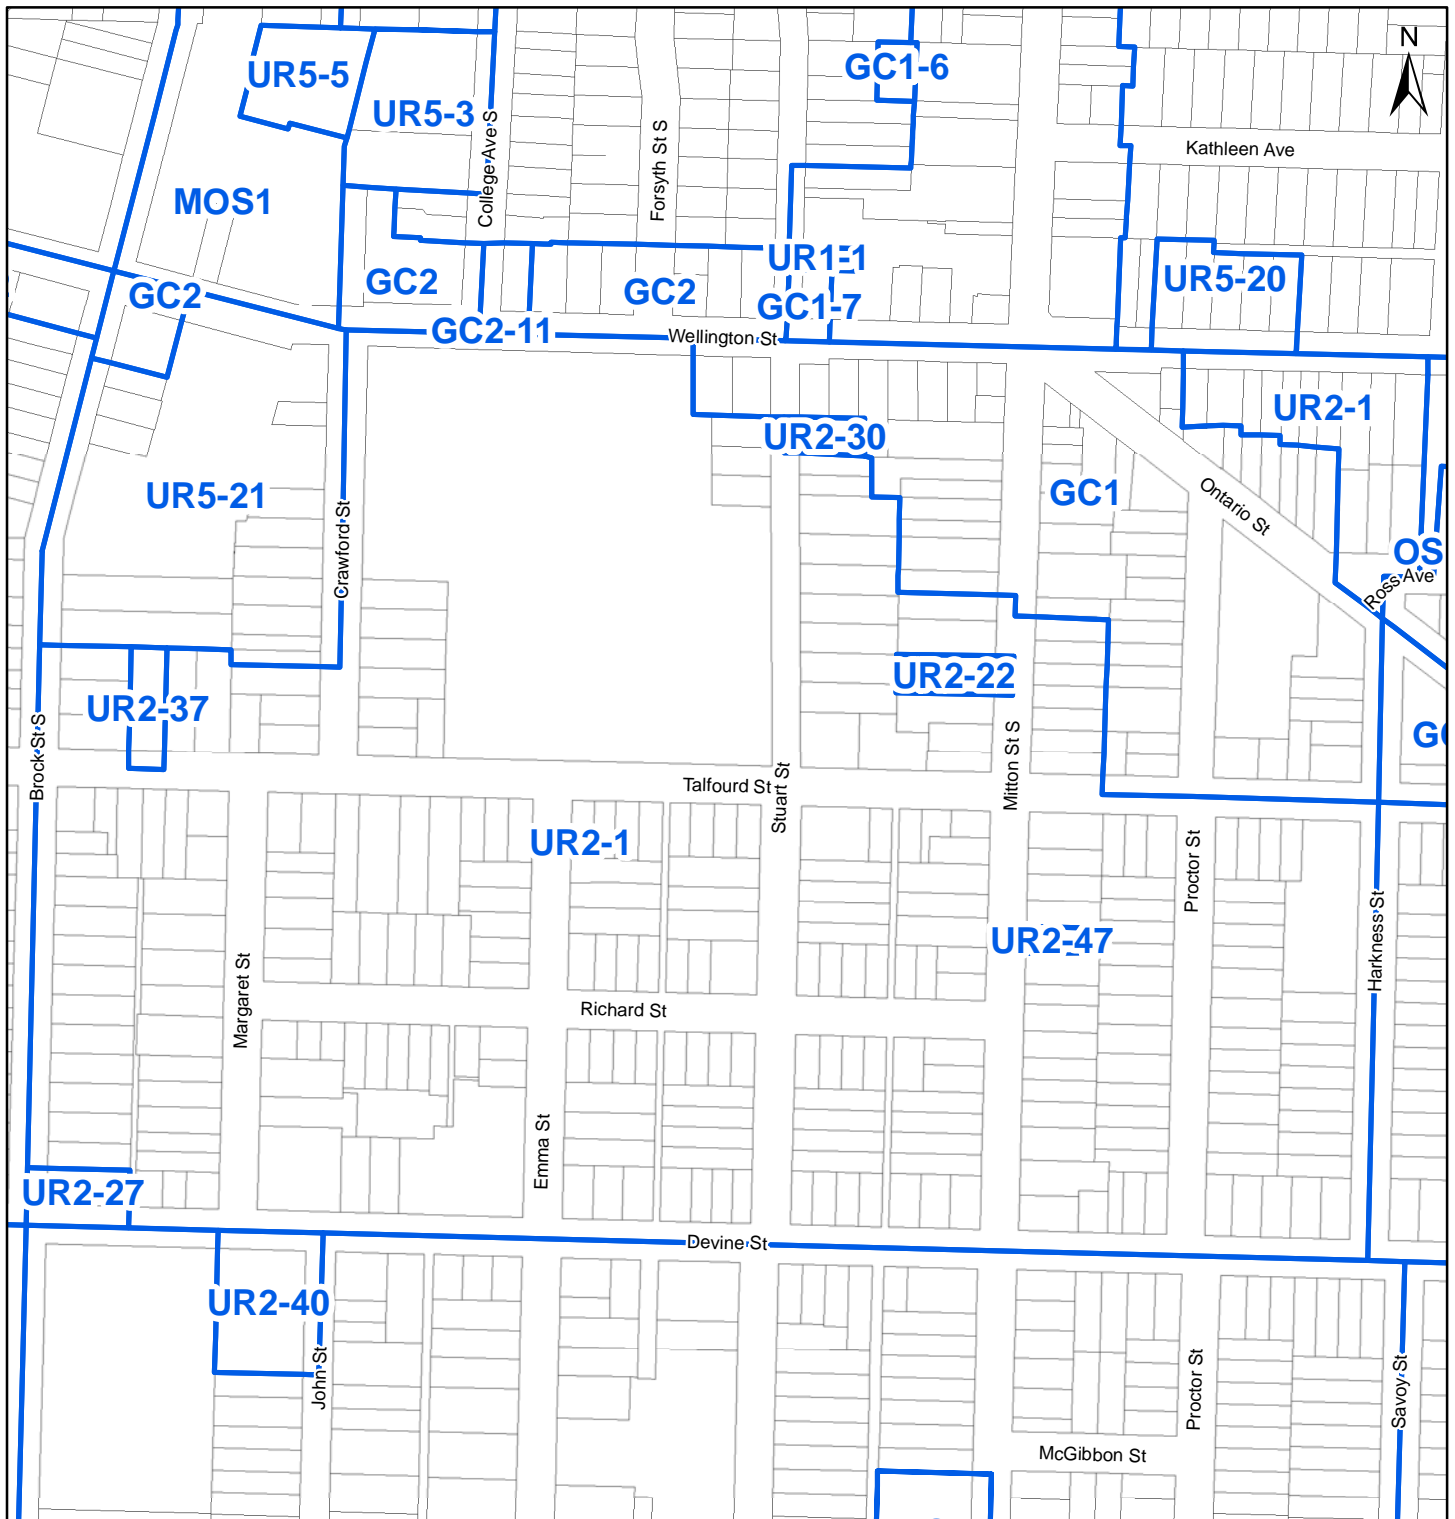 N
GC1-6
UR5-5
UR5-3
College Ave S
Forsyth St S
Kathleen Ave
MOS1
UR1-1
GC2
GC2
GC2
UR5-20
GC1-7
GC2-11
Wellington St
UR2-1
UR2-30
UR5-21
GC1
Ontario St
Crawford St
OS
Ross Ave
UR2-22
UR2-37
Brock St S
Mitton St S
Talfourd St
Stuart St
UR2-1
Proctor St
UR2-47
Harkness St
Margaret St
Richard St
Emma St
UR2-27
Devine St
UR2-40
John St
Proctor St
Savoy St
McGibbon St